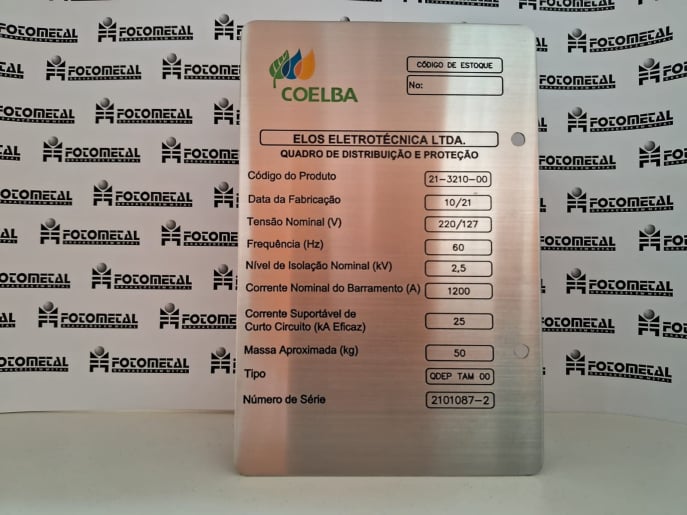 FOTOMETAL
GRAVAÇÕES EM METAL
COELBA
CÓDIGO DE ESTOQUE
No:
ELOS ELETROTÉCNICA LTDA.
QUADRO DE DISTRIBUIÇÃO E PROTEÇÃO
Código do Produto 21-3210-00
Data da Fabricação 10/21
Tensão Nominal (V) 220/127
Frequência (Hz) 60
Nível de Isolação Nominal (kV) 2,5
Corrente Nominal do Barramento (A) 1200
Corrente Suportável de
Curto Circuito (kA Eficaz) 25
Massa Aproximada (kg) 50
Tipo QDEP TAM 00
Número de Série 2101087-2